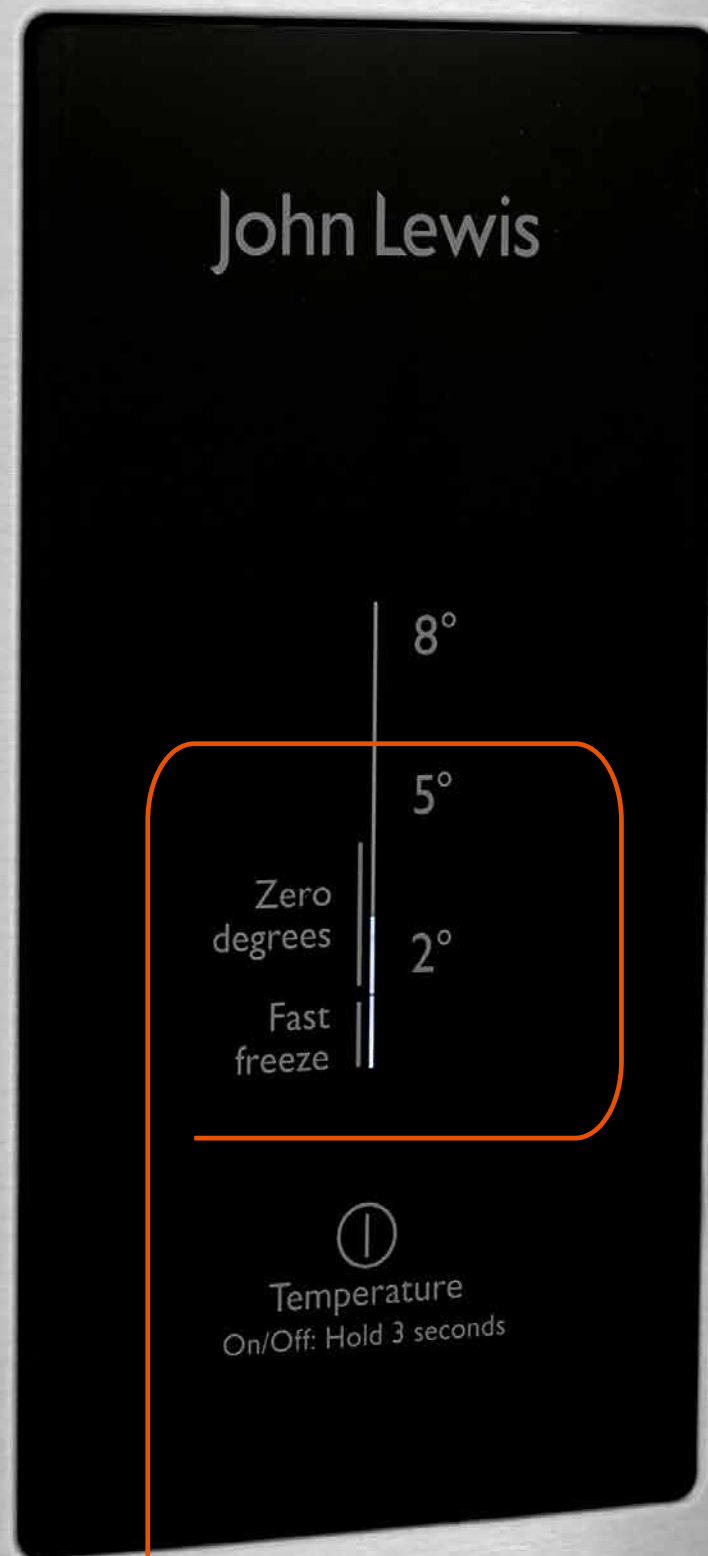 John Lewis
8°
5°
Zero
degrees
2°
Fast
freeze
Temperature
On/Off: Hold 3 seconds